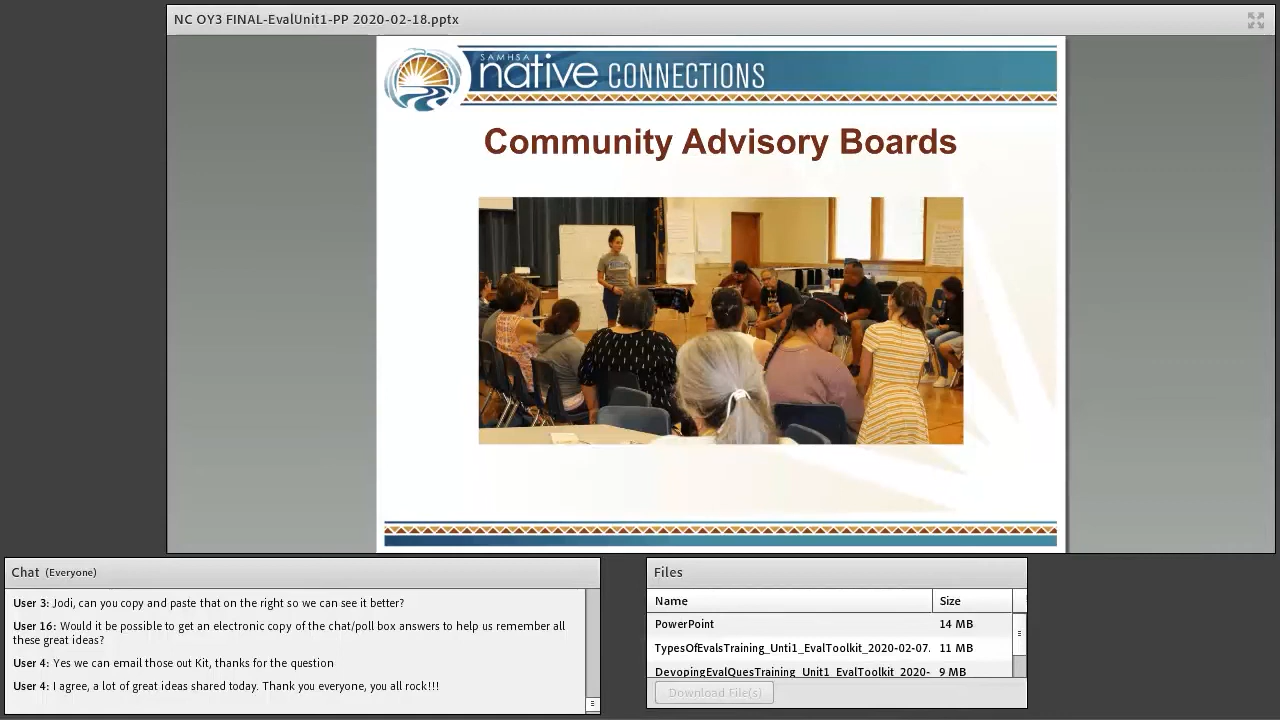 NC OY3 FINAL-EvalUnit1-PP 2020-02-18.pptx
SAMHSA
native CONNECTIONS
Community Advisory Boards
Chat (Everyone)
User 3: Jodi, can you copy and paste that on the right so we can see it better?
User 16: Would it be possible to get an electronic copy of the chat/poll box answers to help us remember all
these great ideas?
User 4: Yes we can email those out Kit, thanks for the question
User 4: I agree, a lot of great ideas shared today. Thank you everyone, you all rock!!!
Files
Name Size
PowerPoint 14 MB
TypesOfEvalsTraining_Unti1_EvalToolkit_2020-02-07. 11 MB
DevopingEvalQuesTraining_Unit1_EvalToolkit_2020- 9 MB
Download File(s)